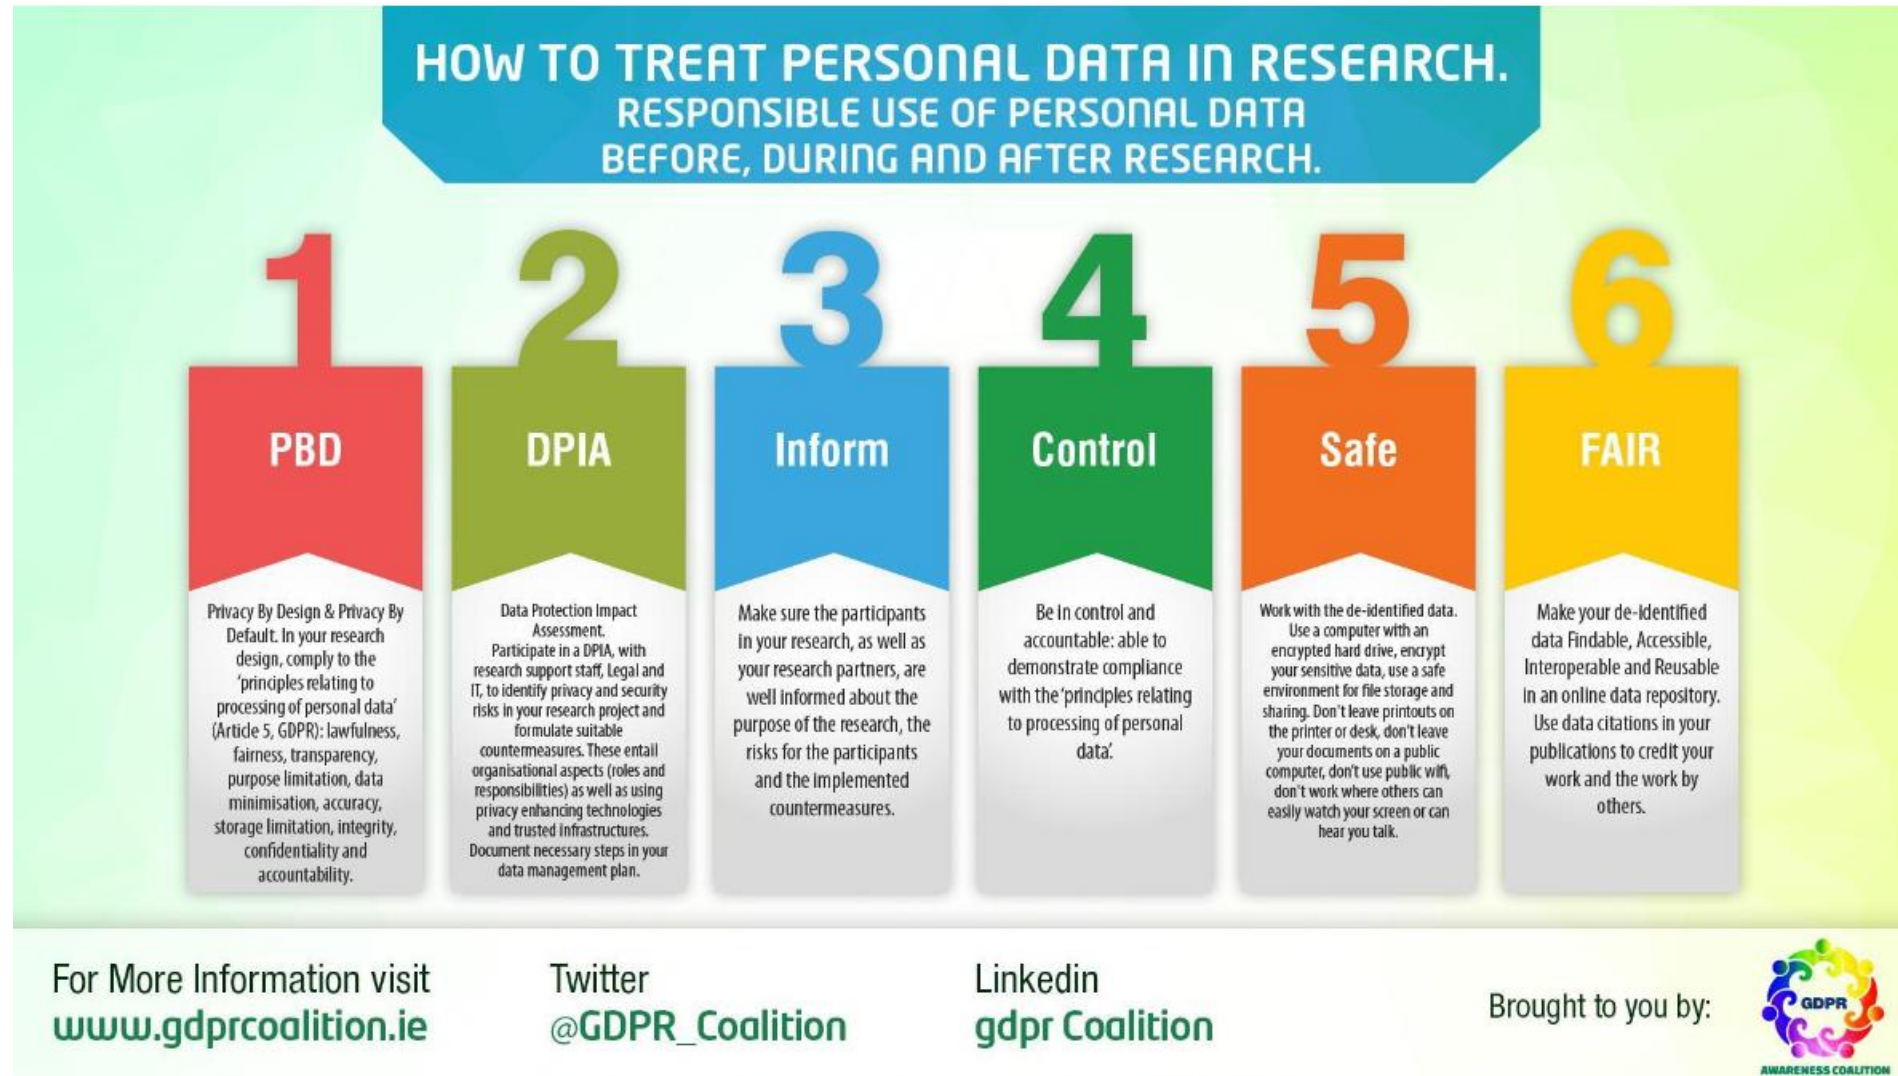 HOW TO TREAT PERSONAL DATA IN RESEARCH.
RESPONSIBLE USE OF PERSONAL DATA
BEFORE, DURING AND AFTER RESEARCH.
1
PBD
Privacy By Design & Privacy By
Default. In your research
design, comply to the
'principles relating to
processing of personal data'
(Article 5, GDPR): lawfulness,
fairness, transparency,
purpose limitation, data
minimisation, accuracy,
storage limitation, integrity,
confidentiality and
accountability.
2
DPIA
Data Protection Impact
Assessment.
Participate in a DPIA, with
research support staff, Legal and
IT, to identify privacy and security
risks in your research project and
formulate suitable
countermeasures. These entail
organisational aspects (roles and
responsibilities) as well as using
privacy enhancing technologies
and trusted infrastructures.
Document necessary steps in your
data management plan.
3
Inform
Make sure the participants
in your research, as well as
your research partners, are
well informed about the
purpose of the research, the
risks for the participants
and the implemented
countermeasures.
4
Control
Be in control and
accountable: able to
demonstrate compliance
with the 'principles relating
to processing of personal
data'.
5
Safe
Work with the de-identified data.
Use a computer with an
encrypted hard drive, encrypt
your sensitive data, use a safe
environment for file storage and
sharing. Don't leave printouts on
the printer or desk, don't leave
your documents on a public
computer, don't use public wifi,
don't work where others can
easily watch your screen or can
hear you talk.
6
FAIR
Make your de-identified
data Findable, Accessible,
Interoperable and Reusable
in an online data repository.
Use data citations in your
publications to credit your
work and the work by
others.
For More Information visit
www.gdprcoalition.ie
Twitter
@GDPR_Coalition
Linkedin
gdpr Coalition
Brought to you by:
GDPR
AWARENESS COALITION